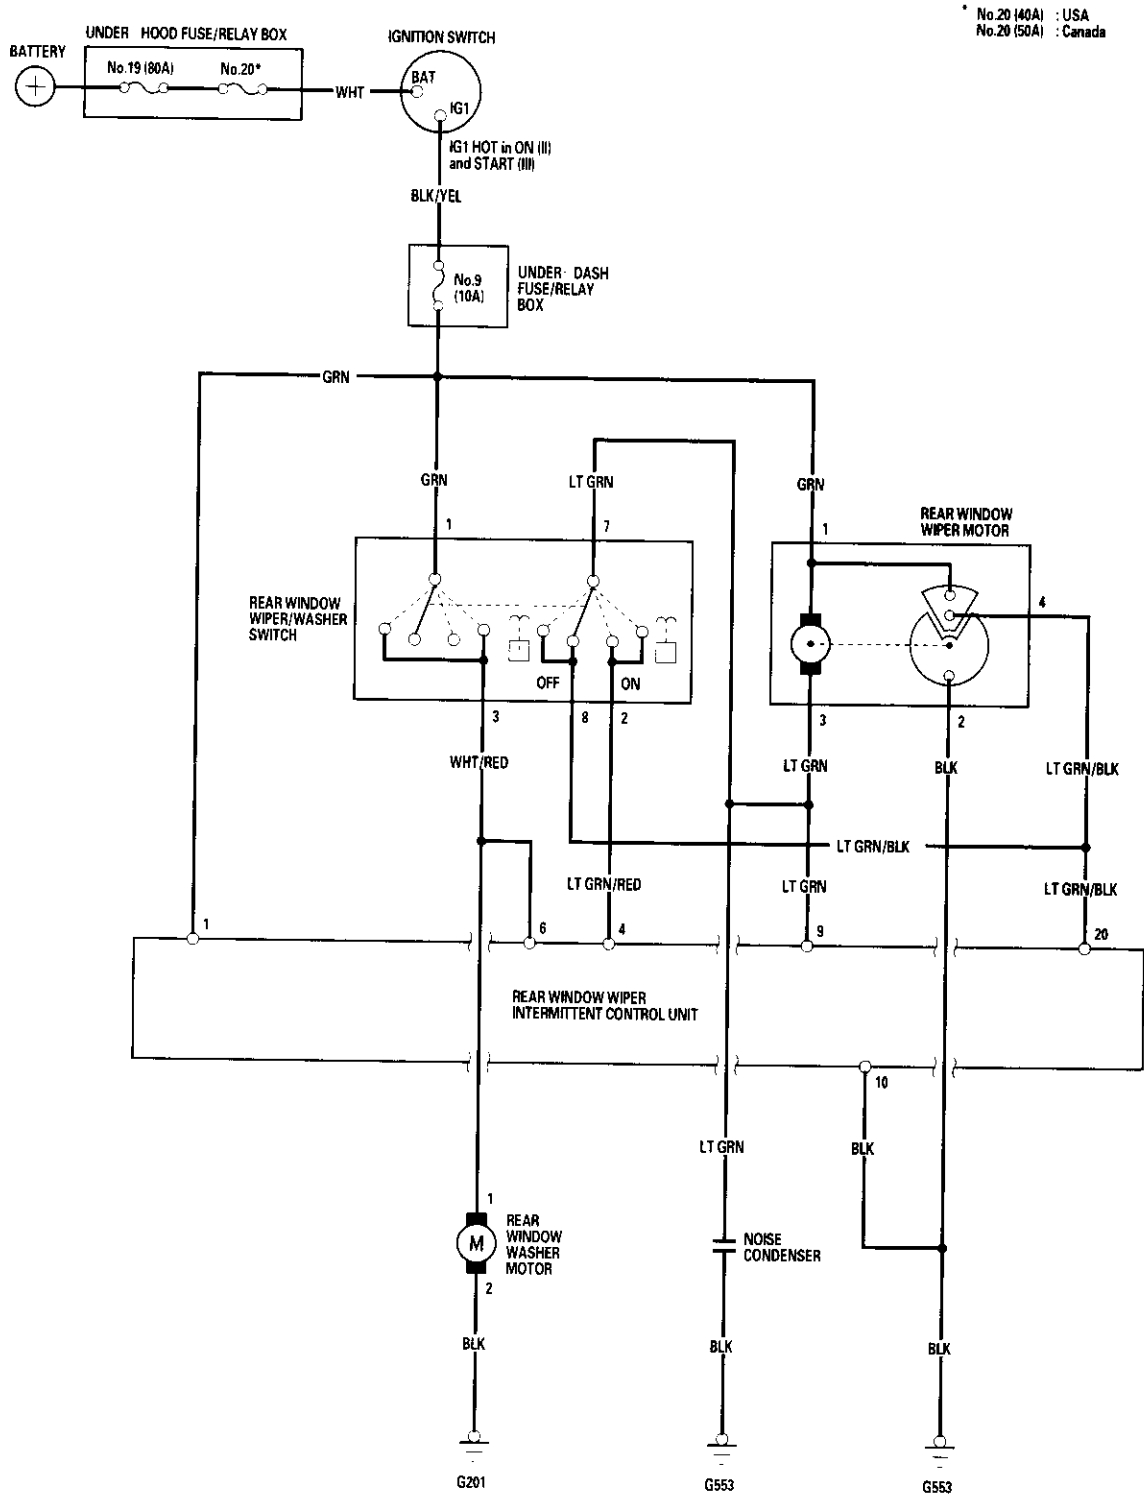 * No.20 (40A) : USA
No.20 (50A) : Canada
UNDER HOOD FUSE/RELAY BOX
IGNITION SWITCH
BATTERY
No.19 (80A)
No.20*
BAT
WHT
IG1
IG1 HOT in ON (II)
and START (III)
BLK/YEL
No.9
(10A)
UNDER DASH
FUSE/RELAY
BOX
GRN
GRN
LT GRN
GRN
1
7
1
REAR WINDOW
WIPER MOTOR
REAR WINDOW
WIPER/WASHER
SWITCH
4
OFF
ON
3
8
2
3
2
WHT/RED
LT GRN
BLK
LT GRN/BLK
LT GRN/BLK
LT GRN/RED
LT GRN
LT GRN/BLK
1
6
4
9
20
REAR WINDOW WIPER
INTERMITTENT CONTROL UNIT
10
LT GRN
BLK
1
M
REAR
WINDOW
WASHER
MOTOR
2
NOISE
CONDENSER
BLK
BLK
BLK
G201
G553
G553